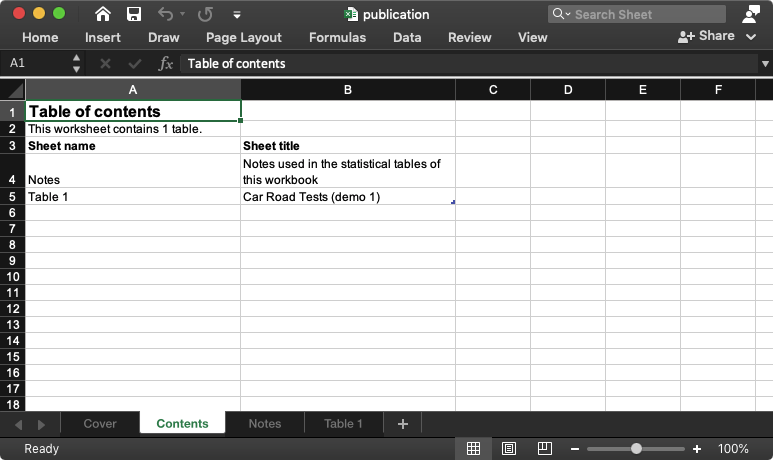 publication
Search Sheet
Home Insert Draw Page Layout Formulas Data Review View Share
A1 fx Table of contents
A B C D E F
1 Table of contents
2 This worksheet contains 1 table.
3 Sheet name Sheet title
Notes used in the statistical tables of
4 Notes this workbook
5 Table 1 Car Road Tests (demo 1)
6
7
8
9
10
11
12
13
14
15
16
17
18
Cover Contents Notes Table 1 +
Ready - + 100%